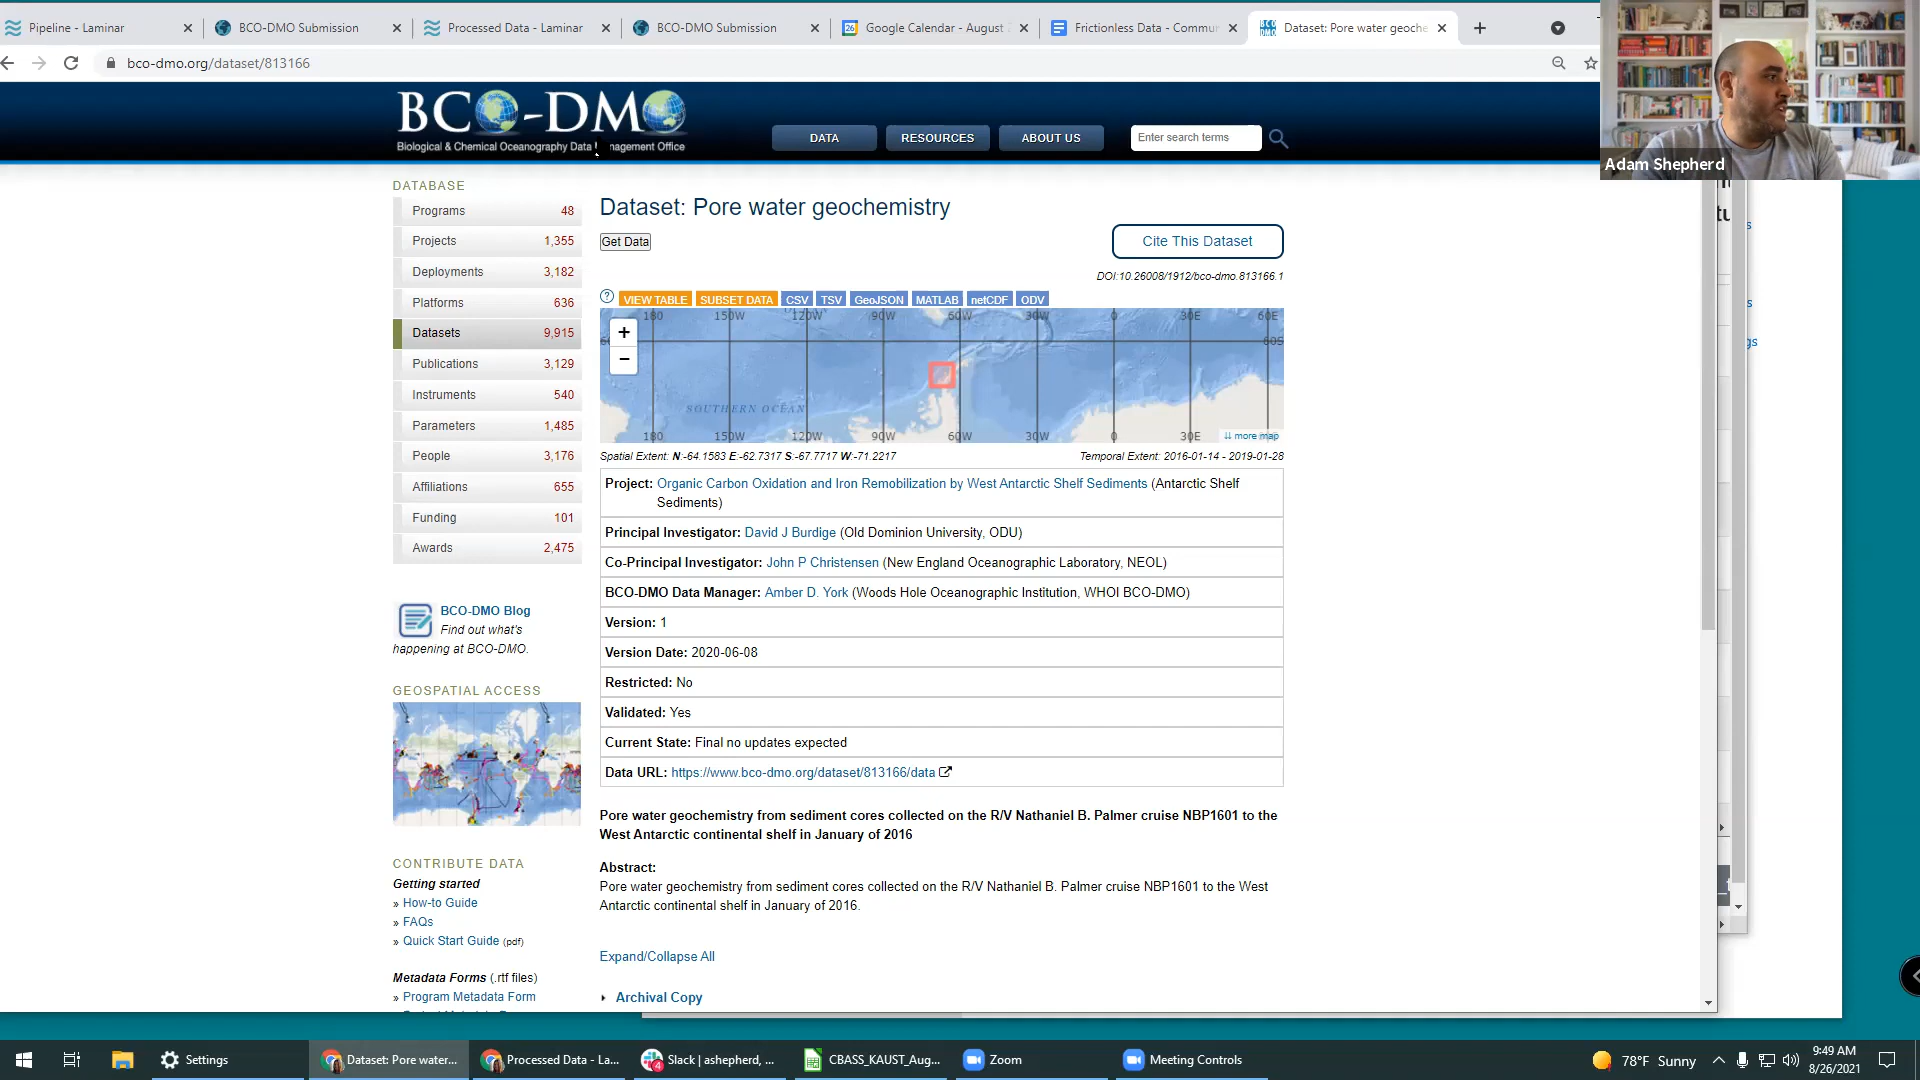 Pipeline - Laminar
BCO-DMO Submission
Processed Data - Laminar
BCO-DMO Submission
Google Calendar - August
Frictionless Data - Commun
Dataset: Pore water geoche
bco-dmo.org/dataset/813166
Adam Shepherd
BCO-DMO
Biological & Chemical Oceanography Data
nagement Office
DATA
RESOURCES
ABOUT US
Enter search terms
DATABASE
Programs 48
Projects 1,355
Deployments 3,182
Platforms 636
Datasets 9,915
Publications 3,129
Instruments 540
Parameters 1,485
People 3,176
Affiliations 655
Funding 101
Awards 2,475
BCO-DMO Blog
Find out what's
happening at BCO-DMO.
GEOSPATIAL ACCESS
CONTRIBUTE DATA
Getting started
» How-to Guide
» FAQs
» Quick Start Guide (pdf)
Metadata Forms (.rtf files)
» Program Metadata Form
Dataset: Pore water geochemistry
Get Data
Cite This Dataset
DOI:10.26008/1912/bco-dmo.813166.1
? VIEW TABLE SUBSET DATA CSV TSV GeoJSON MATLAB netCDF ODV
180 150W 120W 90W 60W 30W 0 30E 60E
+
60S
−
SOUTHERN OCEAN
180 150W 120W 90W 60W 30W 0 30E
⇊ more map
Spatial Extent: N:-64.1583 E:-62.7317 S:-67.7717 W:-71.2217
Temporal Extent: 2016-01-14 - 2019-01-28
Project: Organic Carbon Oxidation and Iron Remobilization by West Antarctic Shelf Sediments (Antarctic Shelf
Sediments)
Principal Investigator: David J Burdige (Old Dominion University, ODU)
Co-Principal Investigator: John P Christensen (New England Oceanographic Laboratory, NEOL)
BCO-DMO Data Manager: Amber D. York (Woods Hole Oceanographic Institution, WHOI BCO-DMO)
Version: 1
Version Date: 2020-06-08
Restricted: No
Validated: Yes
Current State: Final no updates expected
Data URL: https://www.bco-dmo.org/dataset/813166/data
Pore water geochemistry from sediment cores collected on the R/V Nathaniel B. Palmer cruise NBP1601 to the
West Antarctic continental shelf in January of 2016
Abstract:
Pore water geochemistry from sediment cores collected on the R/V Nathaniel B. Palmer cruise NBP1601 to the West
Antarctic continental shelf in January of 2016.
Expand/Collapse All
Archival Copy
Settings
Dataset: Pore water...
Processed Data - La...
Slack | ashepherd, ...
CBASS_KAUST_Aug...
Zoom
Meeting Controls
78°F Sunny
9:49 AM
8/26/2021